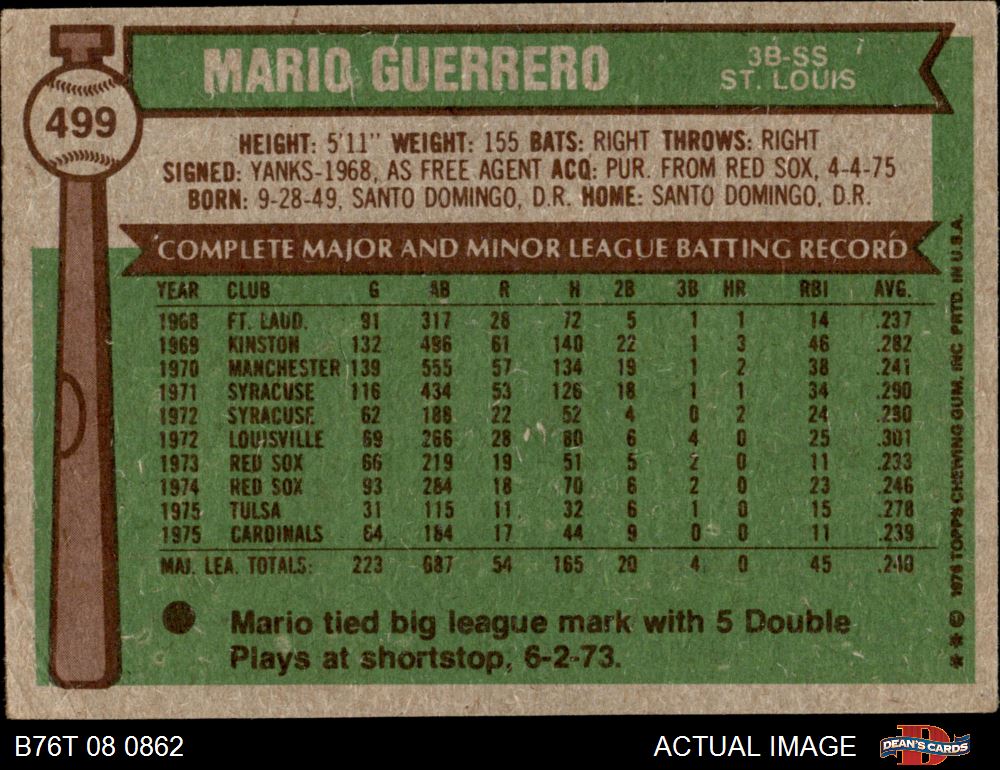 MARIO GUERRERO
3B-SS
ST. LOUIS
499
HEIGHT: 5'11" WEIGHT: 155 BATS: RIGHT THROWS: RIGHT
SIGNED: YANKS-1968, AS FREE AGENT ACQ: PUR. FROM RED SOX, 4-4-75
BORN: 9-28-49, SANTO DOMINGO, D.R. HOME: SANTO DOMINGO, D.R.
COMPLETE MAJOR AND MINOR LEAGUE BATTING RECORD
YEAR CLUB G AB R H 2B 3B HR RBI AVG.
1968 FT. LAUD. 91 317 28 72 5 1 1 14 .237
1969 KINSTON 132 496 61 140 22 1 3 46 .282
1970 MANCHESTER 139 555 57 134 19 1 2 38 .241
1971 SYRACUSE 116 434 53 126 18 1 1 34 .290
1972 SYRACUSE 62 188 22 52 4 0 2 24 .280
1972 LOUISVILLE 69 266 28 80 6 4 0 25 .301
1973 RED SOX 66 219 19 51 5 2 0 11 .233
1974 RED SOX 93 284 18 70 6 2 0 23 .246
1975 TULSA 31 115 11 32 6 1 0 15 .278
1975 CARDINALS 64 184 17 44 9 0 0 11 .239
MAJ. LEA. TOTALS: 223 687 54 165 20 4 0 45 .240
Mario tied big league mark with 5 Double
Plays at shortstop, 6-2-73.
** © 1976 TOPPS CHEWING GUM, INC PRTD. IN U.S.A.
B76T 08 0862
ACTUAL IMAGE
D
DEAN'S CARDS